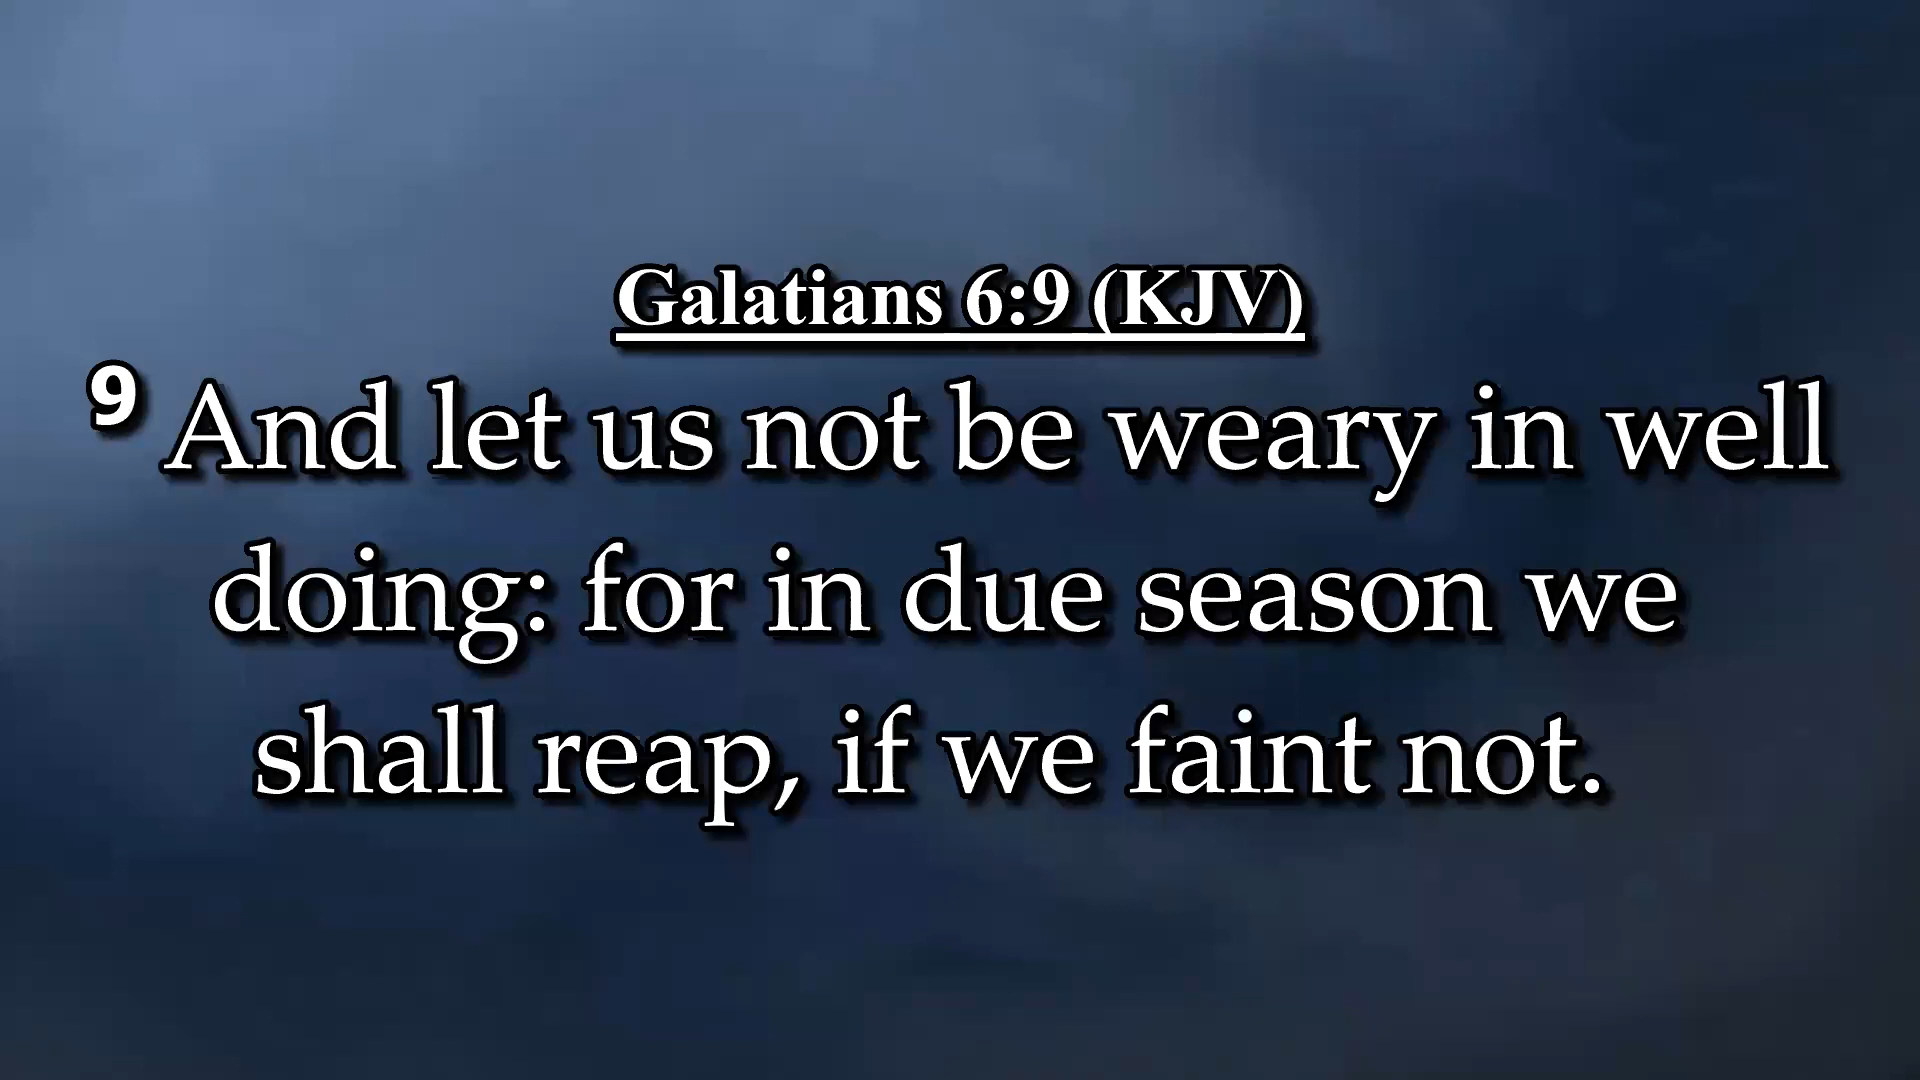 Galatians 6:9 (KJV)
9 And let us not be weary in well
doing: for in due season we
shall reap, if we faint not.